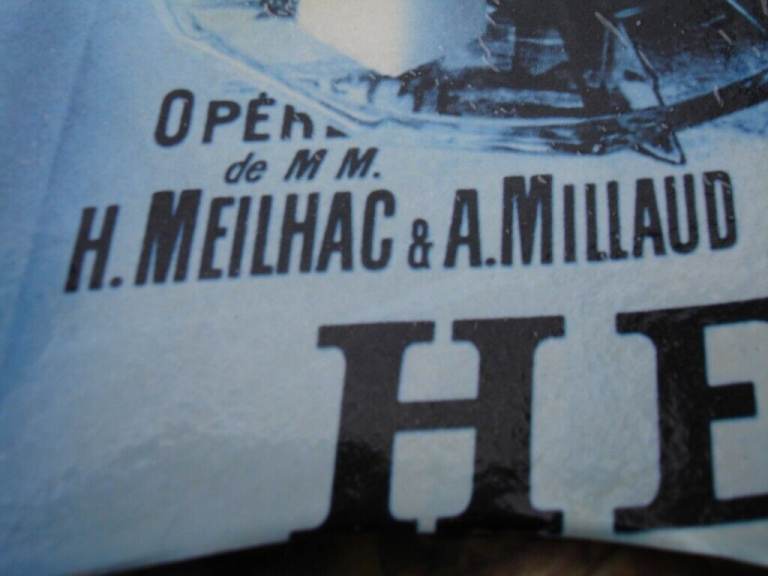 OPÉR
de MM.
H. MEILHAC & A. MILLAUD
HE